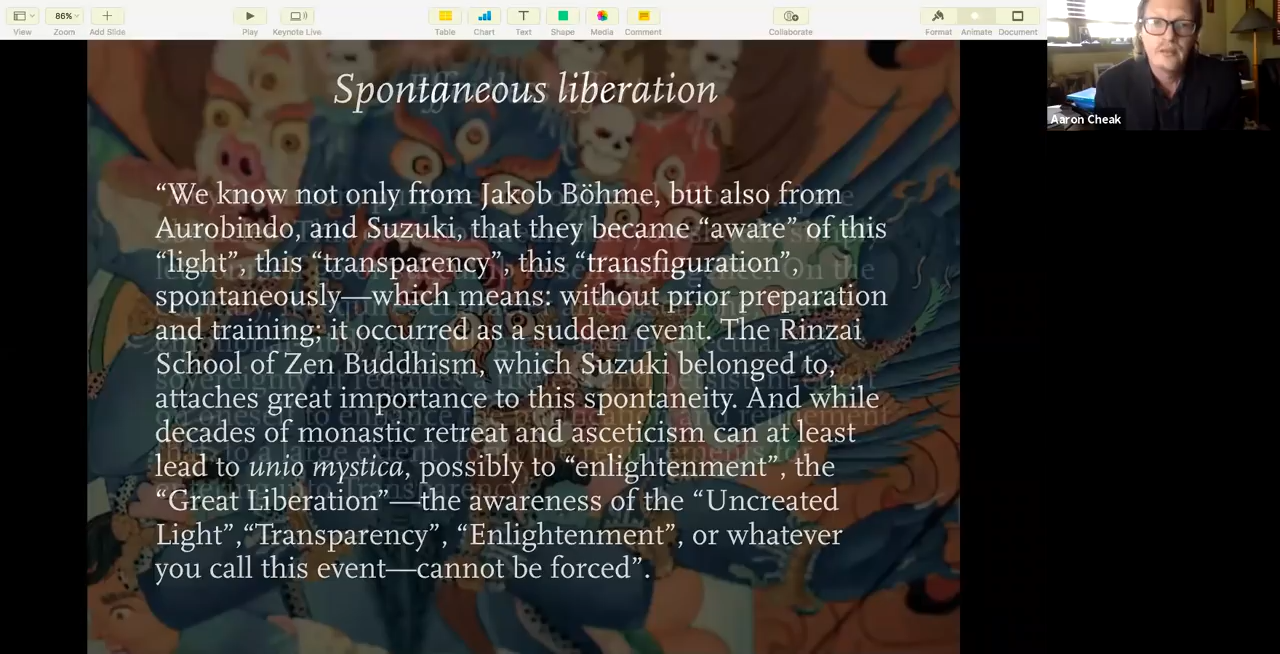 View
86%
Zoom
Add Slide
Play
Keynote Live
Table
Chart
Text
Shape
Media
Comment
Collaborate
Format
Animate
Document
Aaron Cheak
Spontaneous liberation
“We know not only from Jakob Böhme, but also from
Aurobindo, and Suzuki, that they became “aware” of this
“light”, this “transparency”, this “transfiguration”,
spontaneously—which means: without prior preparation
and training; it occurred as a sudden event. The Rinzai
School of Zen Buddhism, which Suzuki belonged to,
attaches great importance to this spontaneity. And while
decades of monastic retreat and asceticism can at least
lead to unio mystica, possibly to “enlightenment”, the
“Great Liberation”—the awareness of the “Uncreated
Light”, “Transparency”, “Enlightenment”, or whatever
you call this event—cannot be forced”.